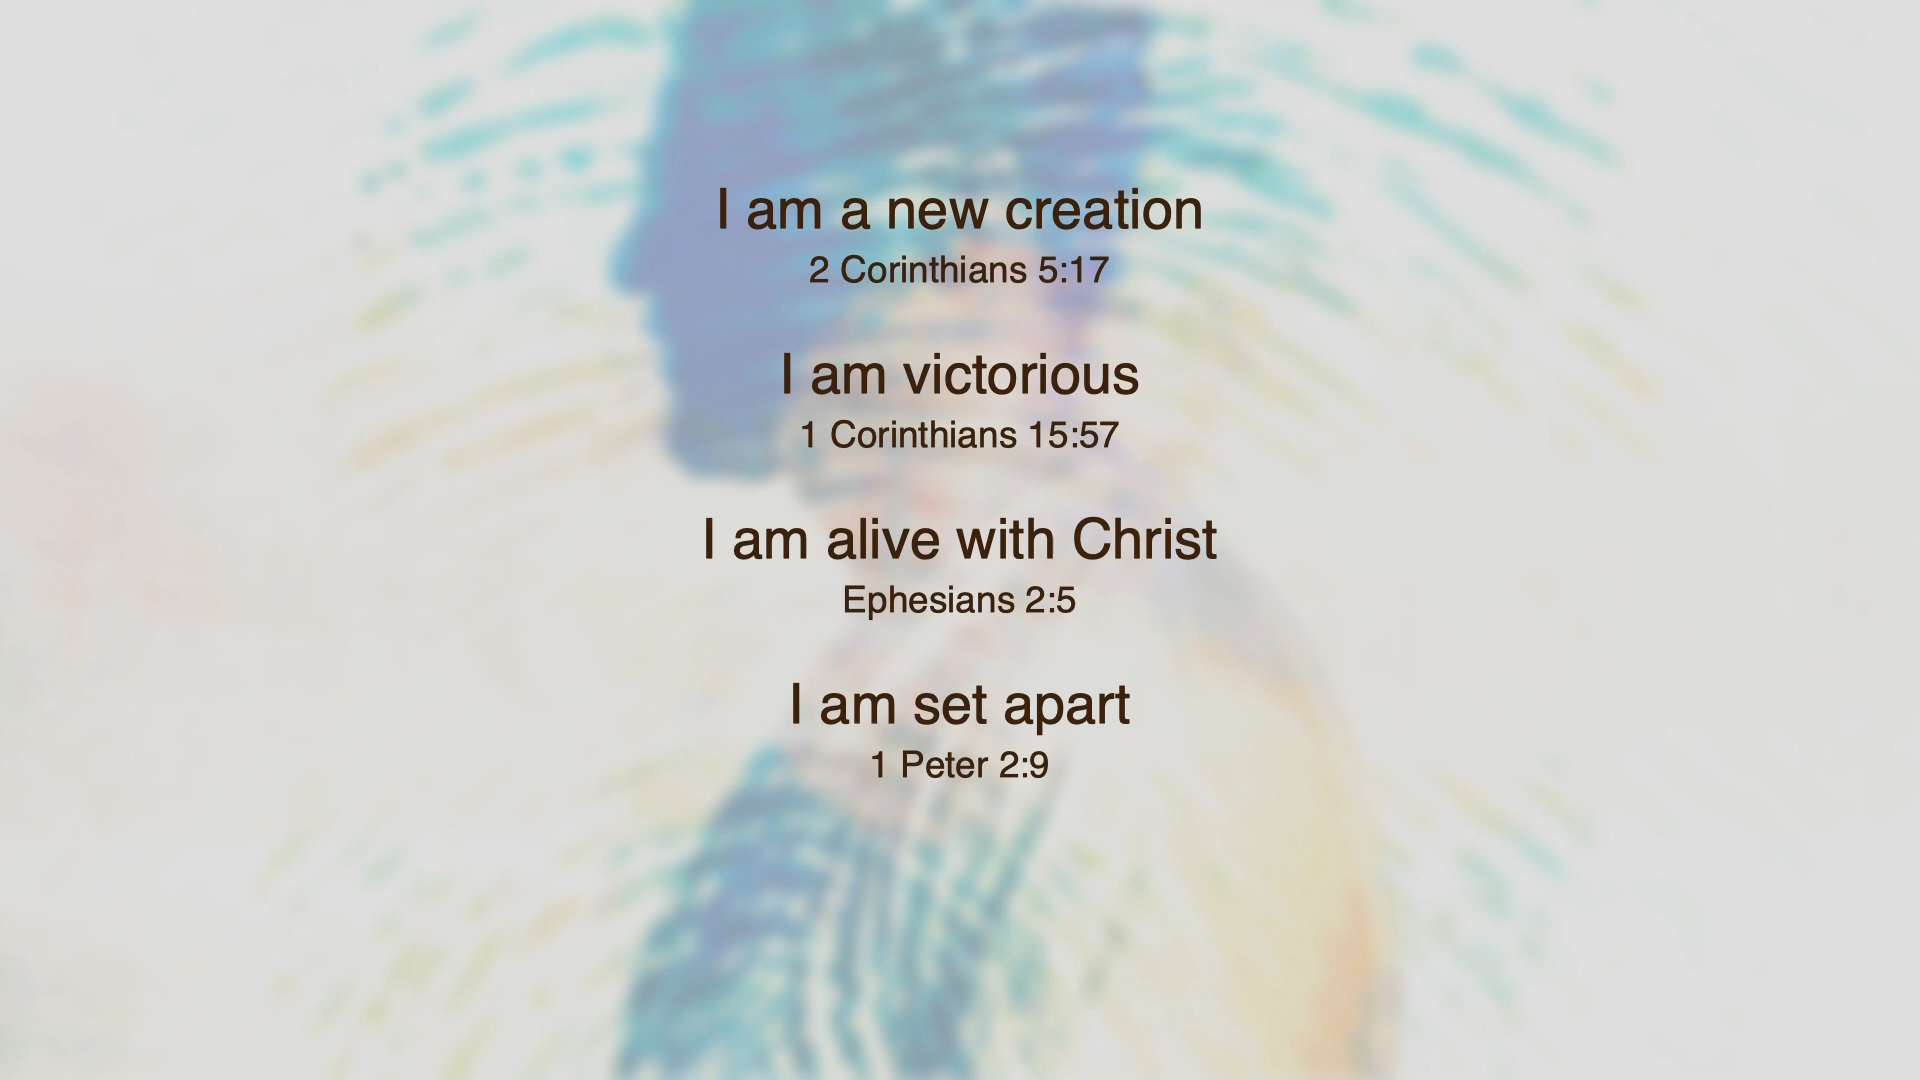 I am a new creation
2 Corinthians 5:17
I am victorious
1 Corinthians 15:57
I am alive with Christ
Ephesians 2:5
I am set apart
1 Peter 2:9